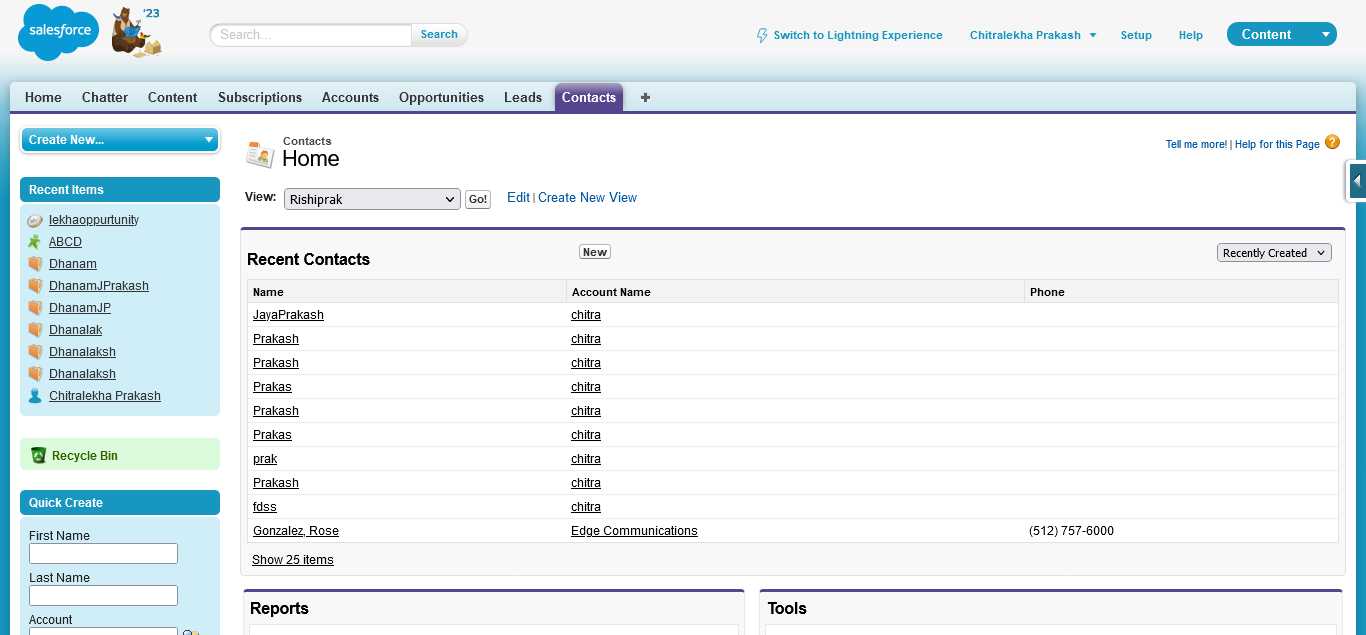 salesforce
'23
Search...
Search
Switch to Lightning Experience
Chitralekha Prakash
Setup
Help
Content
Home
Chatter
Content
Subscriptions
Accounts
Opportunities
Leads
Contacts
+
Create New...
Recent Items
lekhaoppurtunity
ABCD
Dhanam
DhanamJPrakash
DhanamJP
Dhanalak
Dhanalaksh
Dhanalaksh
Chitralekha Prakash
Recycle Bin
Quick Create
First Name
Last Name
Account
Contacts
Home
Tell me more! | Help for this Page ?
View: Rishiprak Go! Edit | Create New View
Recent Contacts New Recently Created
Name Account Name Phone
JayaPrakash chitra
Prakash chitra
Prakash chitra
Prakas chitra
Prakash chitra
Prakas chitra
prak chitra
Prakash chitra
fdss chitra
Gonzalez, Rose Edge Communications (512) 757-6000
Show 25 items
Reports
Tools